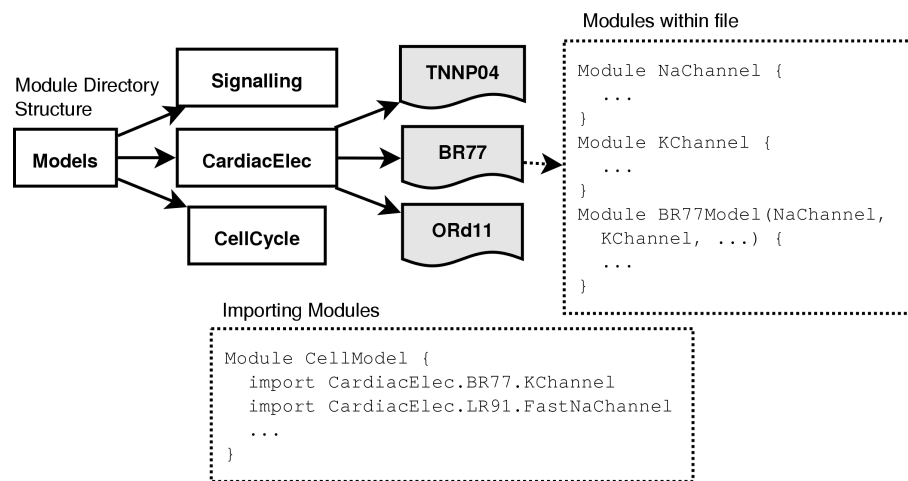 Module Directory
Structure
Models
Signalling
CardiacElec
CellCycle
TNNP04
BR77
ORd11
Modules within file
Module NaChannel {
...
}
Module KChannel {
...
}
Module BR77Model(NaChannel,
KChannel, ...) {
...
}
Importing Modules
Module CellModel {
import CardiacElec.BR77.KChannel
import CardiacElec.LR91.FastNaChannel
...
}